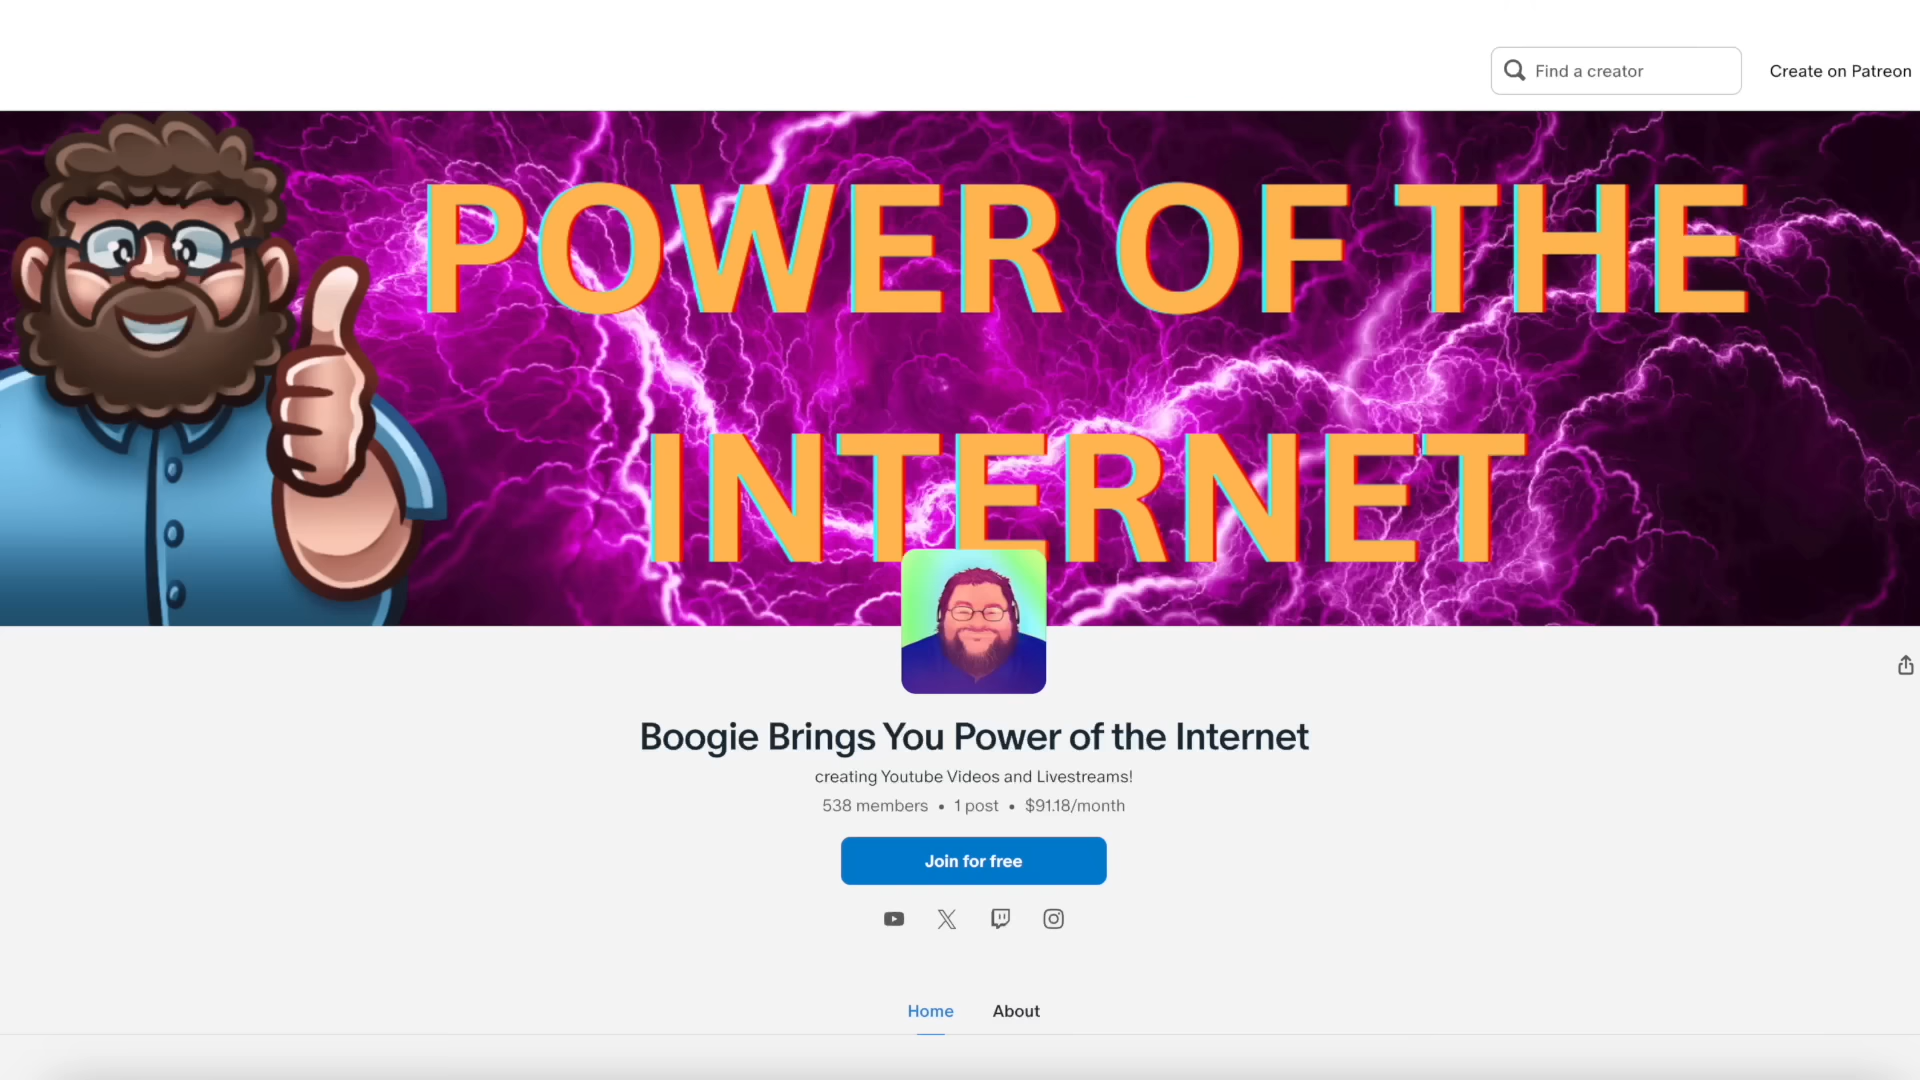 Find a creator
Create on Patreon
POWER OF THE
INTERNET
Boogie Brings You Power of the Internet
creating Youtube Videos and Livestreams!
538 members • 1 post • $91.18/month
Join for free
Home
About